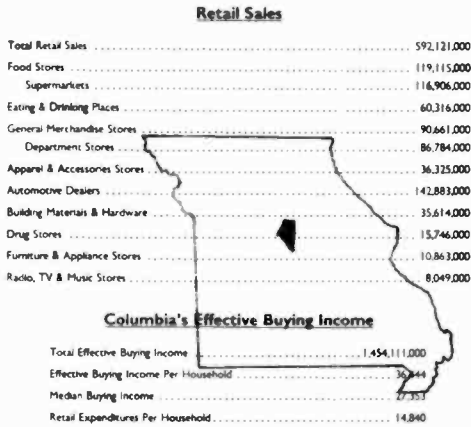 Retail Sales
Total Retail Sales 592,121,000
Food Stores 119,115,000
Supermarkets 116,906,000
Eating & Drinking Places 60,316,000
General Merchandise Stores 90,661,000
Department Stores 86,784,000
Apparel & Accessories Stores 36,325,000
Automotive Dealers 142,883,000
Building Materials & Hardware 35,614,000
Drug Stores 15,746,000
Furniture & Appliance Stores 10,863,000
Radio, TV & Music Stores 8,049,000
Columbia's Effective Buying Income
Total Effective Buying Income 1,454,111,000
Effective Buying Income Per Household
Median Buying Income 27,353
Retail Expenditures Per Household 14,840